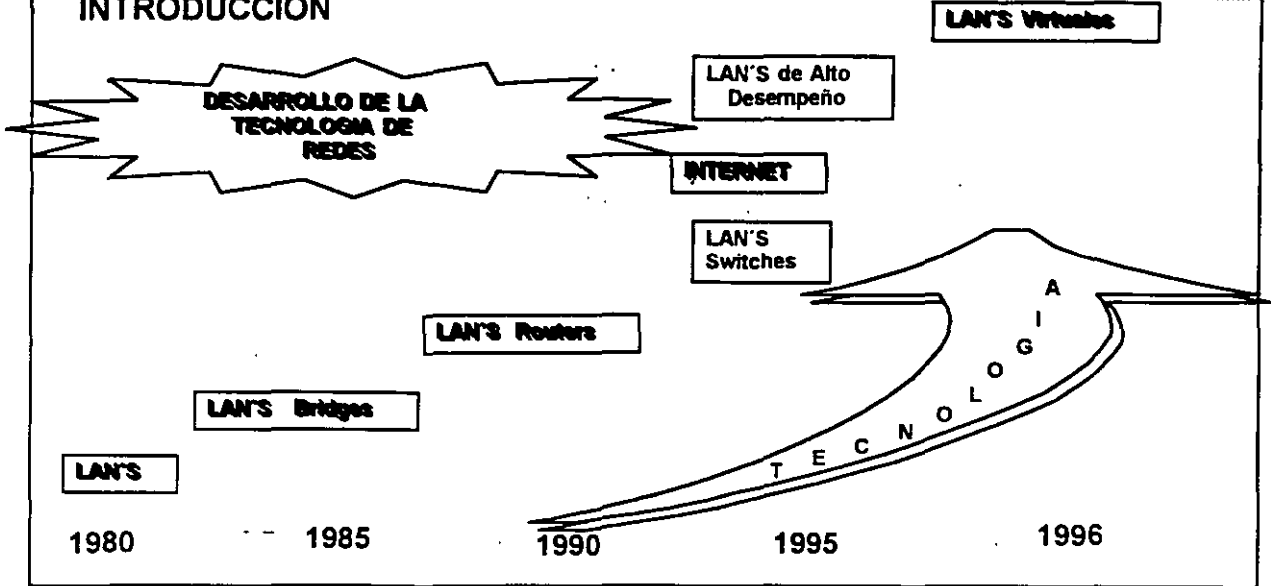 INTRODUCCION
LAN'S Virtuales
LAN´S de Alto
Desempeño
DESARROLLO DE LA
TECNOLOGIA DE
REDES
INTERNET
LAN´S
Switches
LAN'S Routers
LAN'S Bridges
LAN'S
TECNOLOGIA
1980 1985 1990 1995 1996